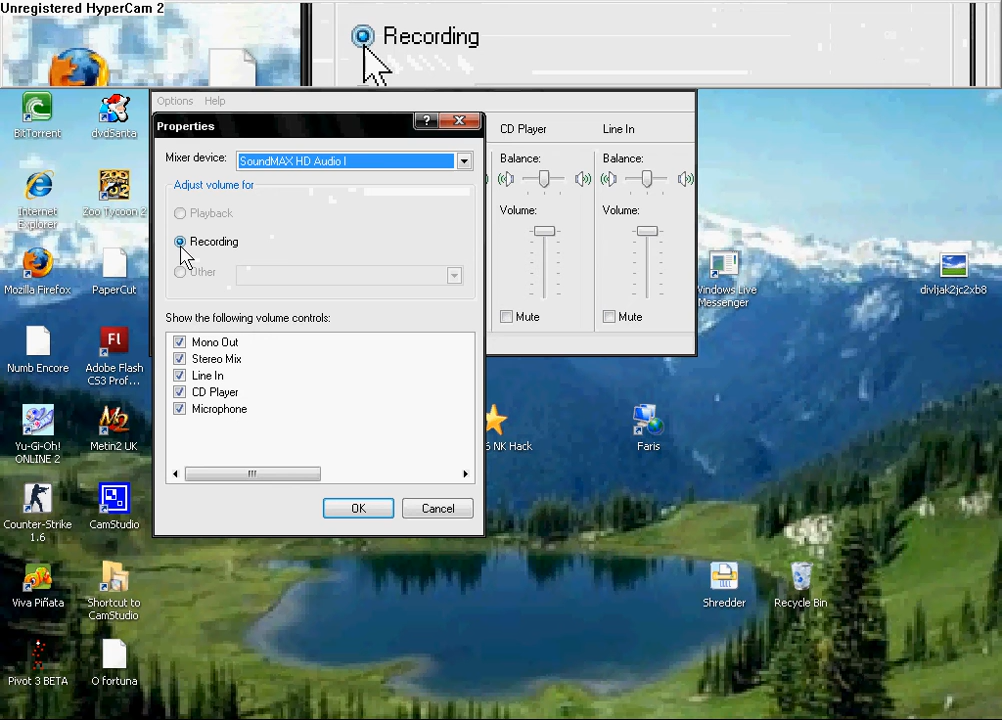 Unregistered HyperCam 2
Recording
Options Help
Properties
CD Player
Line In
Mixer device:
SoundMAX HD Audio I
Balance:
Balance:
Adjust volume for
Playback
Volume:
Volume:
Recording
Other
Mute
Mute
Show the following volume controls:
Mono Out
Stereo Mix
Line In
CD Player
Microphone
OK
Cancel
BitTorrent
dvdSanta
Internet
Explorer
Zoo Tycoon 2
Mozilla Firefox
PaperCut
Windows Live
Messenger
divljak2jc2xb8
Numb Encore
Adobe Flash
CS3 Prof...
Yu-Gi-Oh!
ONLINE 2
Metin2 UK
6 NK Hack
Faris
Counter-Strike
1.6
CamStudio
Viva Piñata
Shortcut to
CamStudio
Shredder
Recycle Bin
Pivot 3 BETA
O fortuna